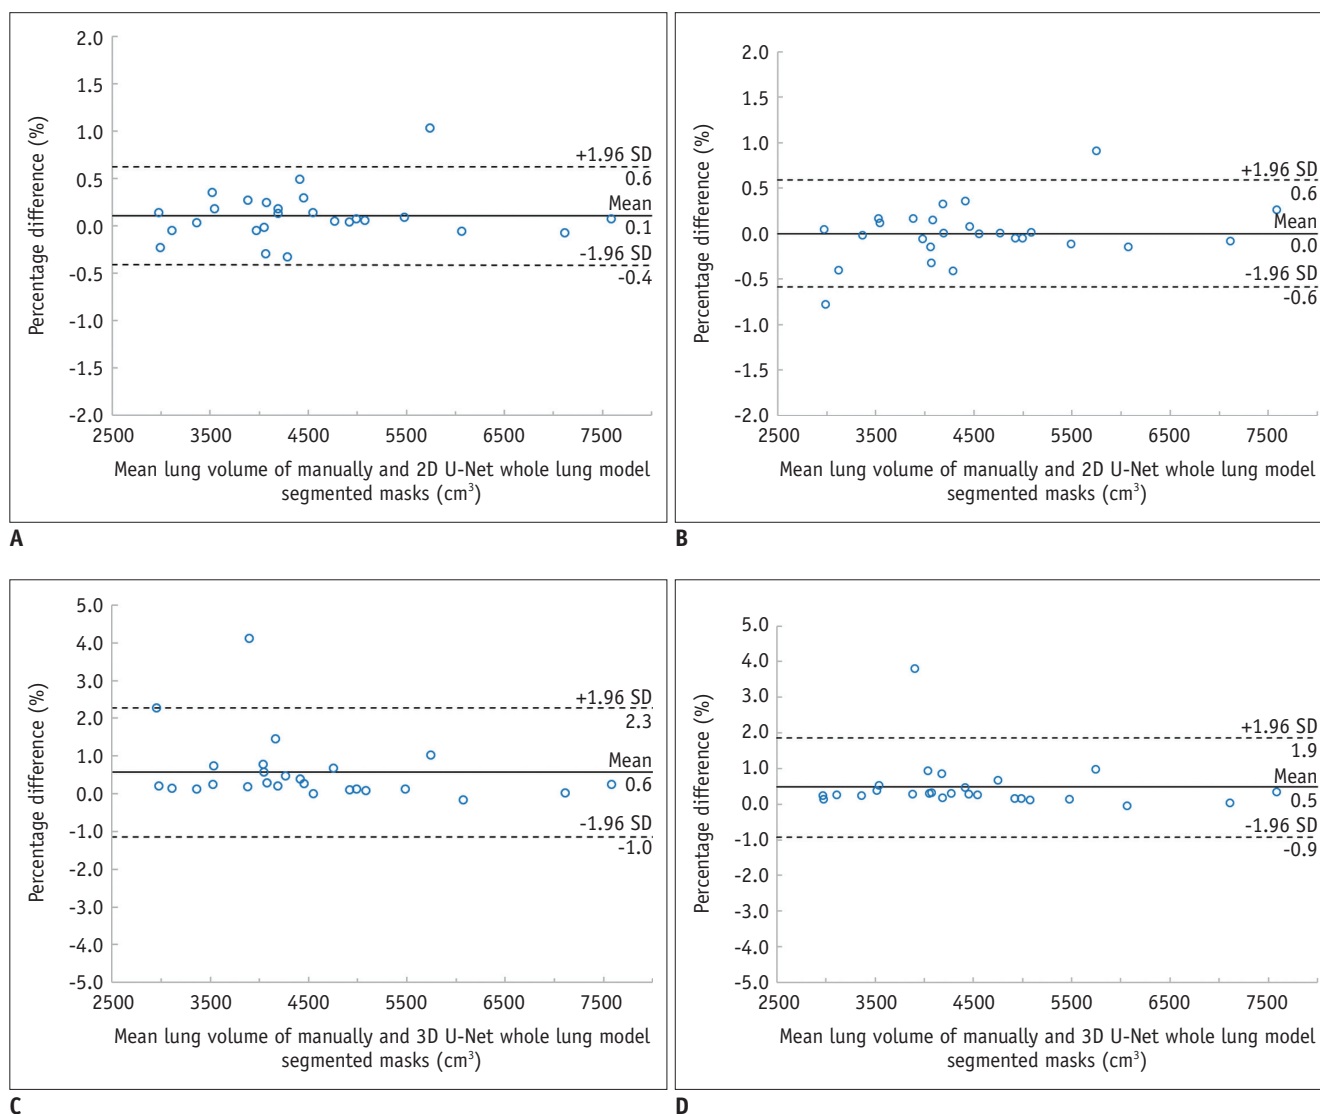 2.0
1.5
1.0
0.5
0.0
-0.5
-1.0
-1.5
-2.0
Percentage difference (%)
+1.96 SD
0.6
Mean
0.1
-1.96 SD
-0.4
2500 3500 4500 5500 6500 7500
Mean lung volume of manually and 2D U-Net whole lung model
segmented masks (cm³)
A
2.0
1.5
1.0
0.5
0.0
-0.5
-1.0
-1.5
-2.0
Percentage difference (%)
+1.96 SD
0.6
Mean
0.0
-1.96 SD
-0.6
2500 3500 4500 5500 6500 7500
Mean lung volume of manually and 2D U-Net whole lung model
segmented masks (cm³)
B
5.0
4.0
3.0
2.0
1.0
0.0
-1.0
-2.0
-3.0
-4.0
-5.0
Percentage difference (%)
+1.96 SD
2.3
Mean
0.6
-1.96 SD
-1.0
2500 3500 4500 5500 6500 7500
Mean lung volume of manually and 3D U-Net whole lung model
segmented masks (cm³)
C
5.0
4.0
3.0
2.0
1.0
0.0
-1.0
-2.0
-3.0
-4.0
-5.0
Percentage difference (%)
+1.96 SD
1.9
Mean
0.5
-1.96 SD
-0.9
2500 3500 4500 5500 6500 7500
Mean lung volume of manually and 3D U-Net whole lung model
segmented masks (cm³)
D